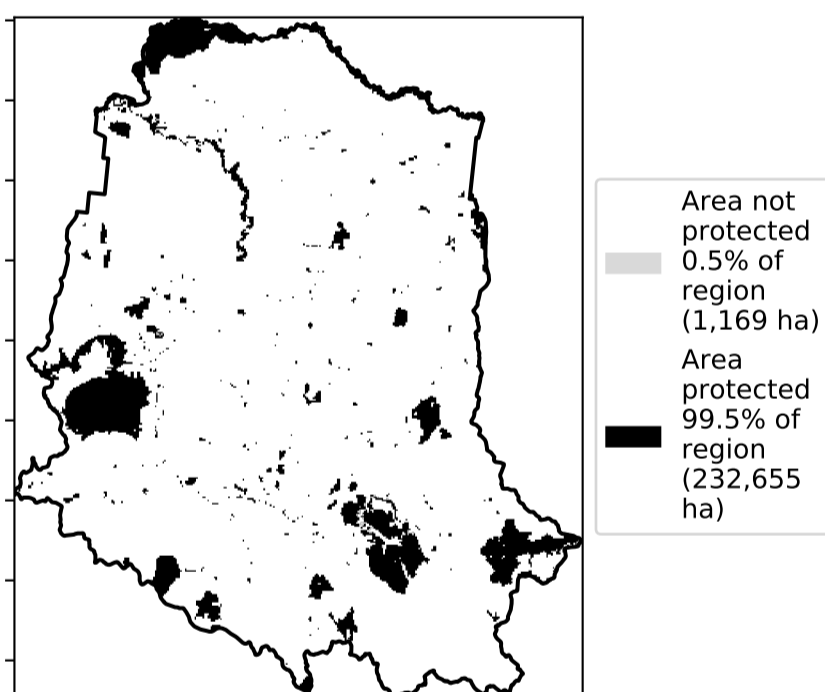 Area not
protected
0.5% of
region
(1,169 ha)
Area
protected
99.5% of
region
(232,655
ha)